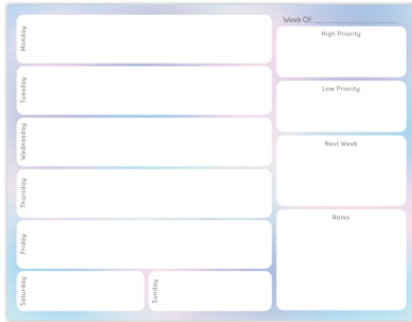 Week Of:
Monday
High Priority
Tuesday
Low Priority
Wednesday
Next Week
Thursday
Notes
Friday
Saturday
Sunday